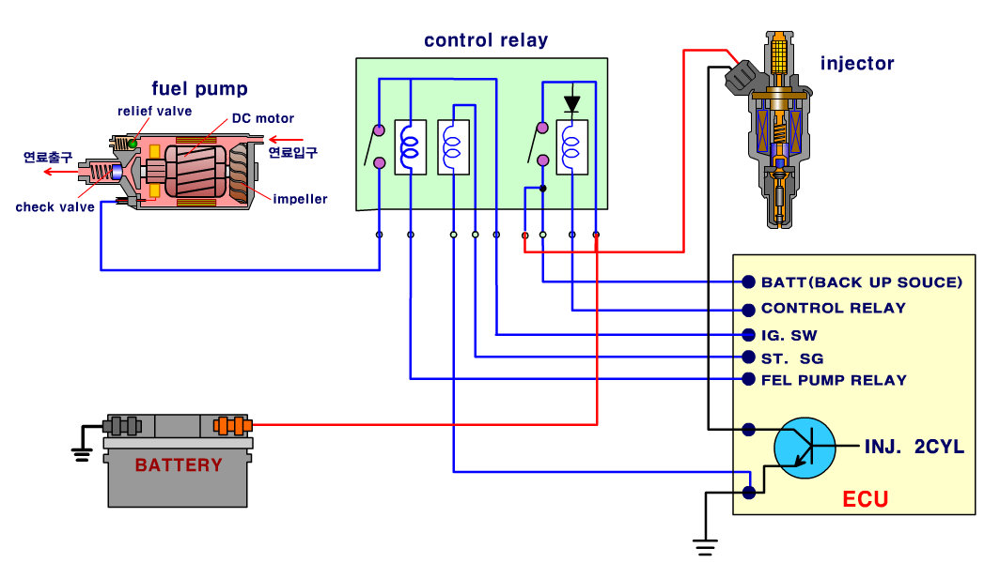 control relay
injector
fuel pump
relief valve
DC motor
연료출구
연료입구
check valve
impeller
BATT(BACK UP SOUCE)
CONTROL RELAY
IG. SW
ST. SG
FEL PUMP RELAY
INJ. 2CYL
BATTERY
ECU